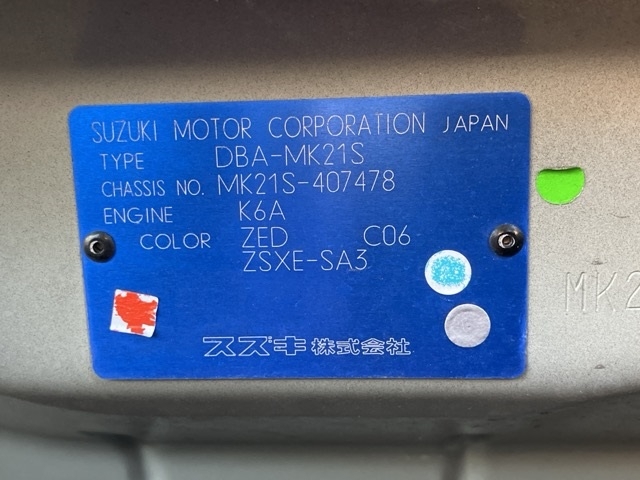 SUZUKI MOTOR CORPORATION JAPAN
TYPE DBA-MK21S
CHASSIS NO. MK21S-407478
ENGINE K6A
COLOR ZED C06
ZSXE-SA3
スズキ株式会社
MK2